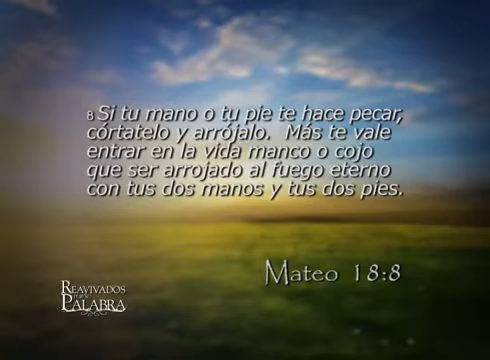 8 Si tu mano o tu pie te hace pecar,
córtatelo y arrójalo.  Más te vale
entrar en la vida manco o cojo
que ser arrojado al fuego eterno
con tus dos manos y tus dos pies.
Mateo 18:8
REAVIVADOS
PALABRA